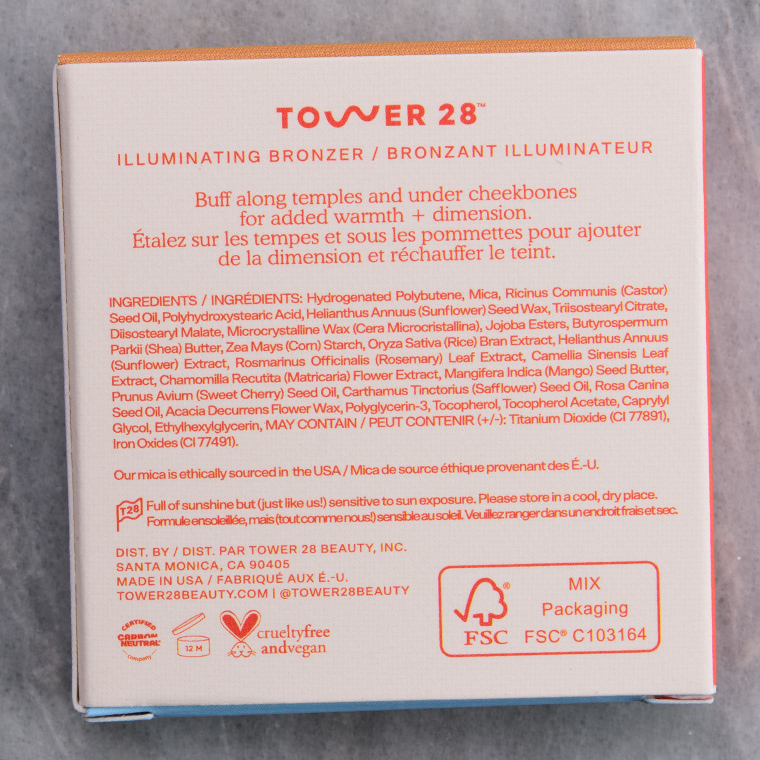 TOWER 28™
ILLUMINATING BRONZER / BRONZANT ILLUMINATEUR
Buff along temples and under cheekbones
for added warmth + dimension.
Étalez sur les tempes et sous les pommettes pour ajouter
de la dimension et réchauffer le teint.
INGREDIENTS / INGRÉDIENTS: Hydrogenated Polybutene, Mica, Ricinus Communis (Castor)
Seed Oil, Polyhydroxystearic Acid, Helianthus Annuus (Sunflower) Seed Wax, Triisostearyl Citrate,
Diisostearyl Malate, Microcrystalline Wax (Cera Microcristallina), Jojoba Esters, Butyrospermum
Parkii (Shea) Butter, Zea Mays (Corn) Starch, Oryza Sativa (Rice) Bran Extract, Helianthus Annuus
(Sunflower) Extract, Rosmarinus Officinalis (Rosemary) Leaf Extract, Camellia Sinensis Leaf
Extract, Chamomilla Recutita (Matricaria) Flower Extract, Mangifera Indica (Mango) Seed Butter,
Prunus Avium (Sweet Cherry) Seed Oil, Carthamus Tinctorius (Safflower) Seed Oil, Rosa Canina
Seed Oil, Acacia Decurrens Flower Wax, Polyglycerin-3, Tocopherol, Tocopherol Acetate, Caprylyl
Glycol, Ethylhexylglycerin, MAY CONTAIN / PEUT CONTENIR (+/-): Titanium Dioxide (CI 77891),
Iron Oxides (CI 77491).
Our mica is ethically sourced in the USA / Mica de source éthique provenant des É.-U.
T28
Full of sunshine but (just like us!) sensitive to sun exposure. Please store in a cool, dry place.
Formule ensoleillée, mais (tout comme nous!) sensible au soleil. Veuillez ranger dans un endroit frais et sec.
DIST. BY / DIST. PAR TOWER 28 BEAUTY, INC.
SANTA MONICA, CA 90405
MADE IN USA / FABRIQUÉ AUX É.-U.
TOWER28BEAUTY.COM | @TOWER28BEAUTY
CERTIFIED
CARBON
NEUTRAL
company
12 M
crueltyfree
andvegan
FSC
®
MIX
Packaging
FSC® C103164